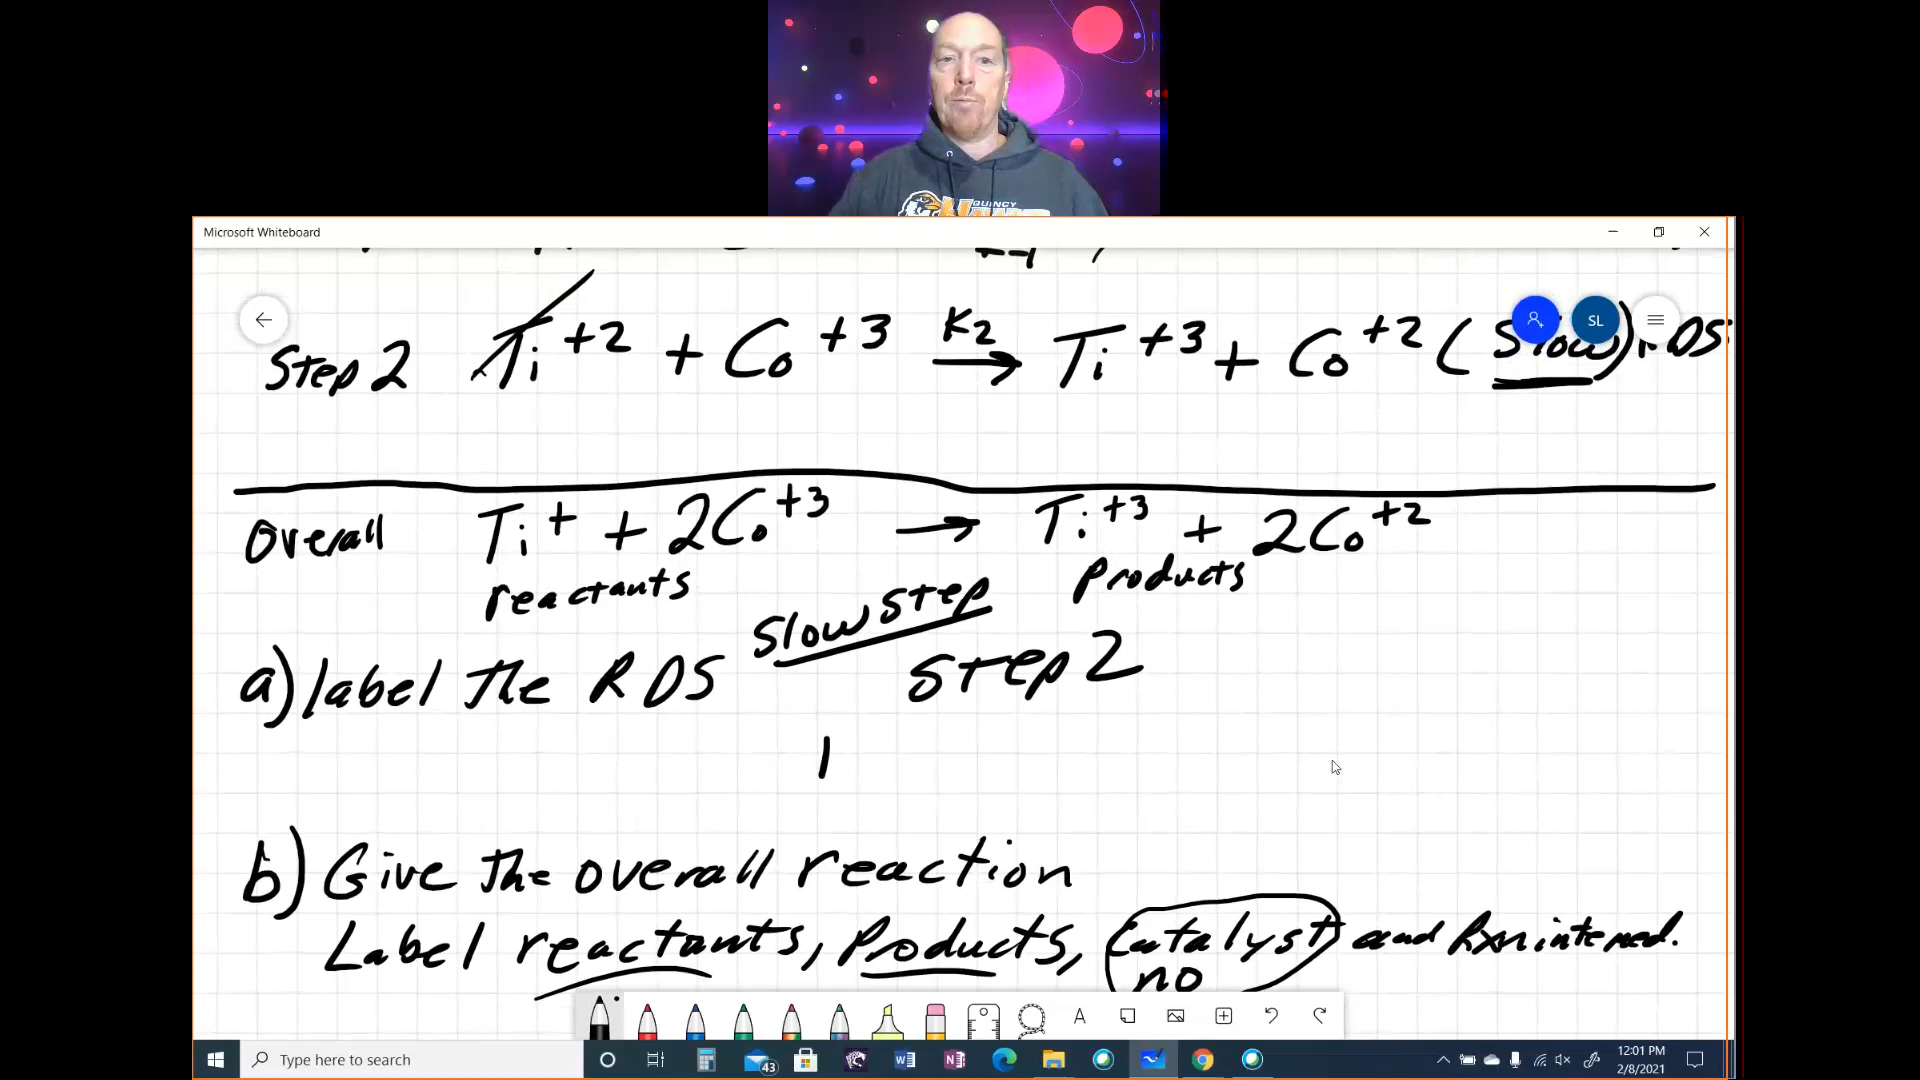 QUINCY
Microsoft Whiteboard
K-1
Step 2 Ti+2 + Co+3 K2→ Ti+3 + Co+2 (Slow) RDS
SL
Overall Ti+ + 2Co+3 → Ti+3 + 2Co+2
reactants products
slow step
a) label the RDS step 2
b) Give the overall reaction
Label reactants, Products, Catalyst and Rxn intermed.
no
A
Type here to search
43
12:01 PM
2/8/2021